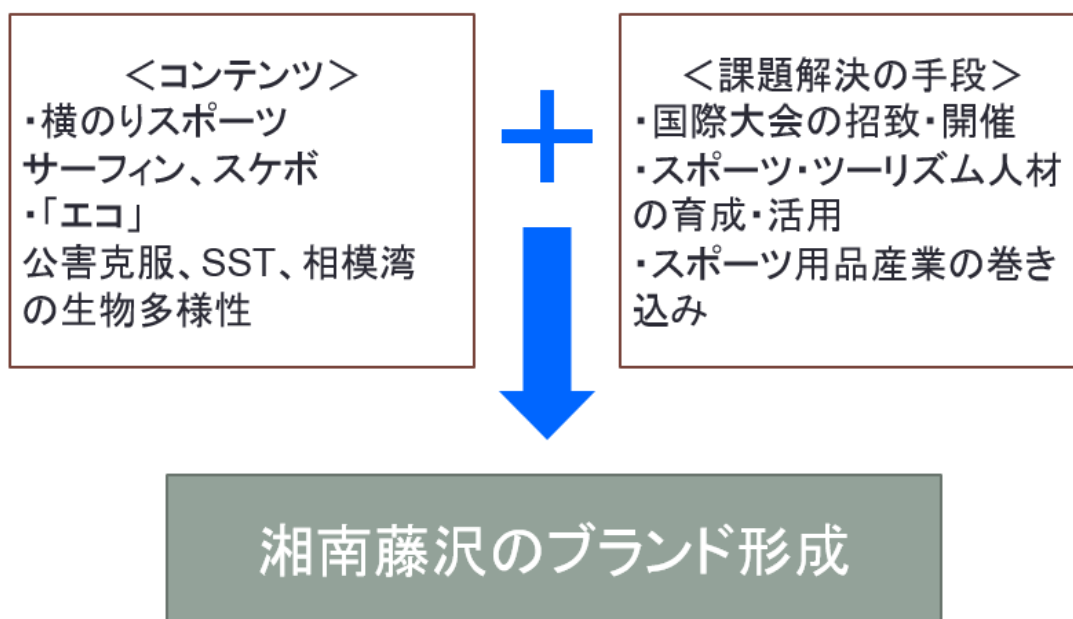 <コンテンツ>
・横のりスポーツ
サーフィン、スケボ
・「エコ」
公害克服、SST、相模湾
の生物多様性
<課題解決の手段>
・国際大会の招致・開催
・スポーツ・ツーリズム人材
の育成・活用
・スポーツ用品産業の巻き
込み
湘南藤沢のブランド形成